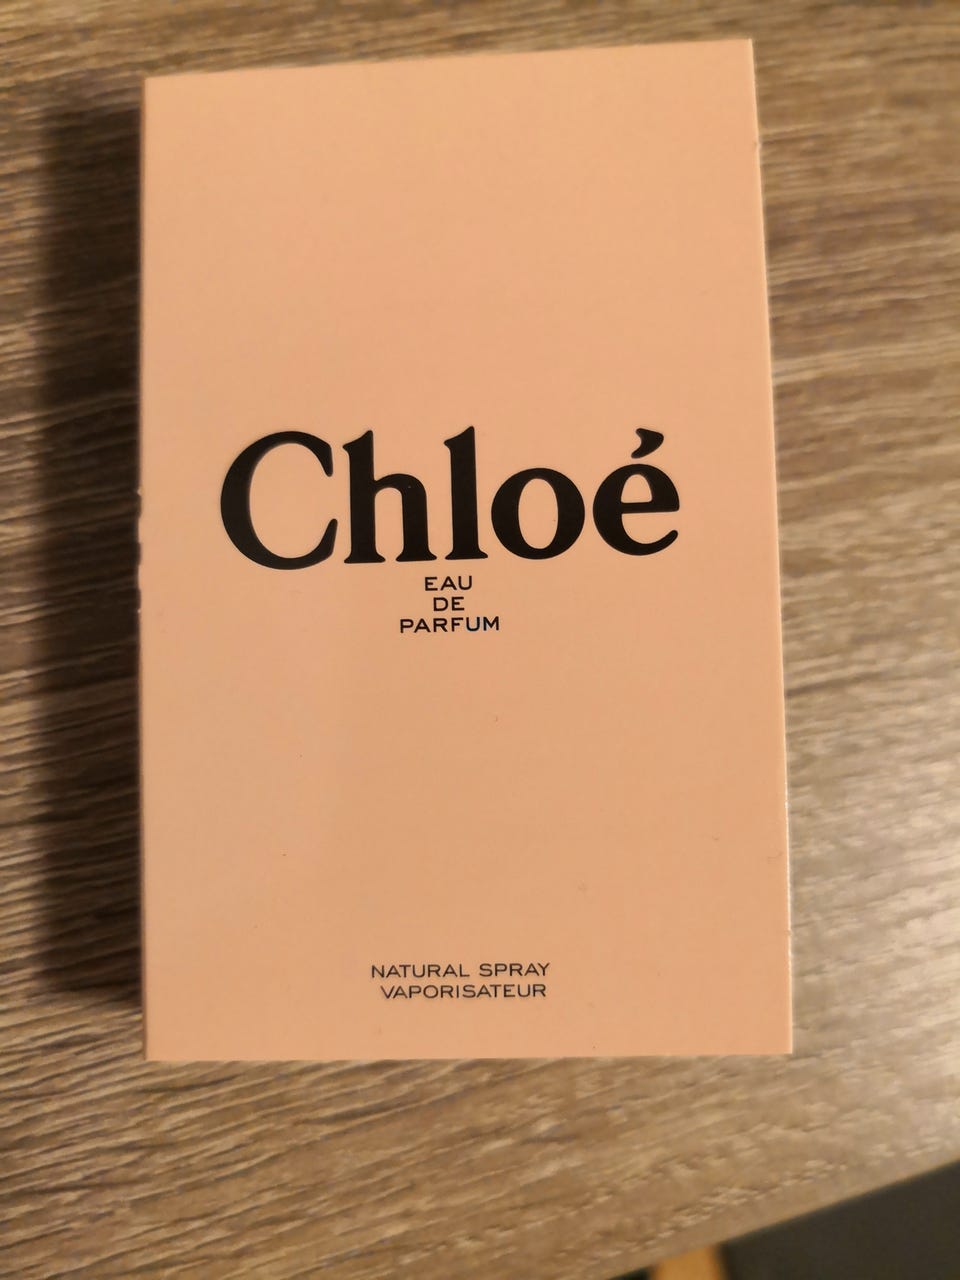 Chloé
EAU
DE
PARFUM
NATURAL SPRAY
VAPORISATEUR